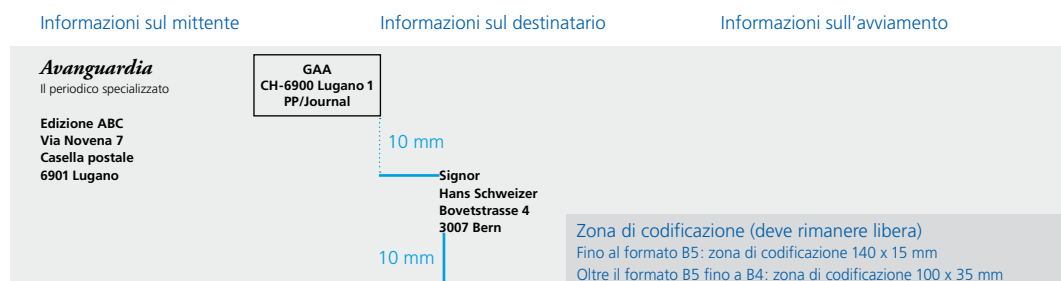 Informazioni sul mittente
Informazioni sul destinatario
Informazioni sull'avviamento
Avanguardia
Il periodico specializzato
GAA
CH-6900 Lugano 1
PP/Journal
Edizione ABC
Via Novena 7
Casella postale
6901 Lugano
10 mm
Signor
Hans Schweizer
Bovetstrasse 4
3007 Bern
10 mm
Zona di codificazione (deve rimanere libera)
Fino al formato B5: zona di codificazione 140 x 15 mm
Oltre il formato B5 fino a B4: zona di codificazione 100 x 35 mm